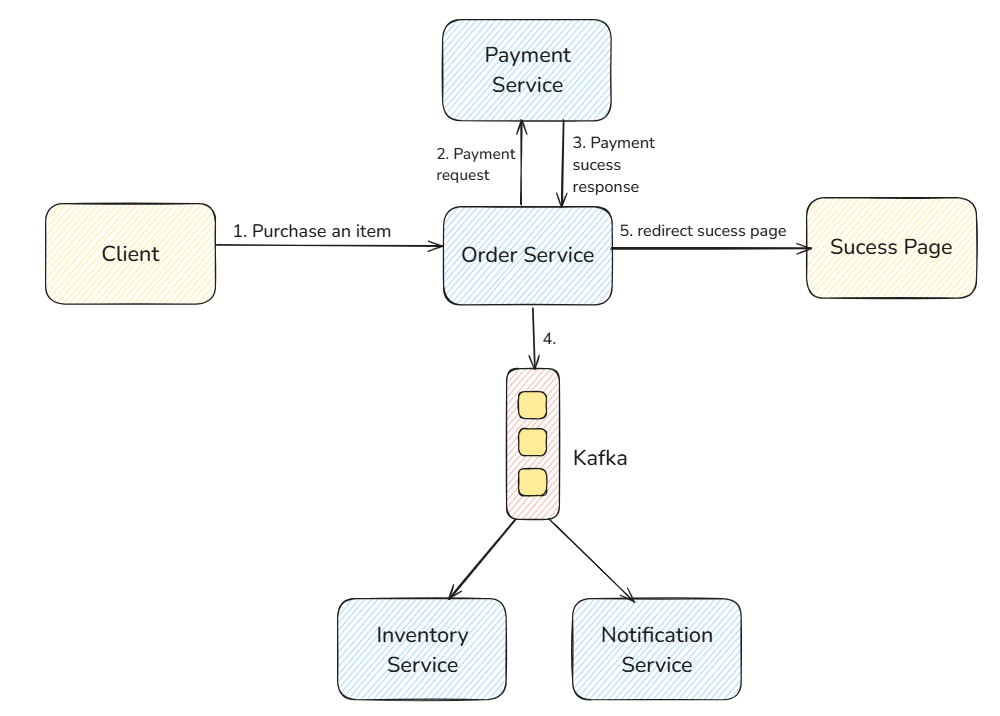 Payment
Service
2. Payment
request
3. Payment
sucess
response
Client
1. Purchase an item
Order Service
5. redirect sucess page
Sucess Page
4.
Kafka
Inventory
Service
Notification
Service